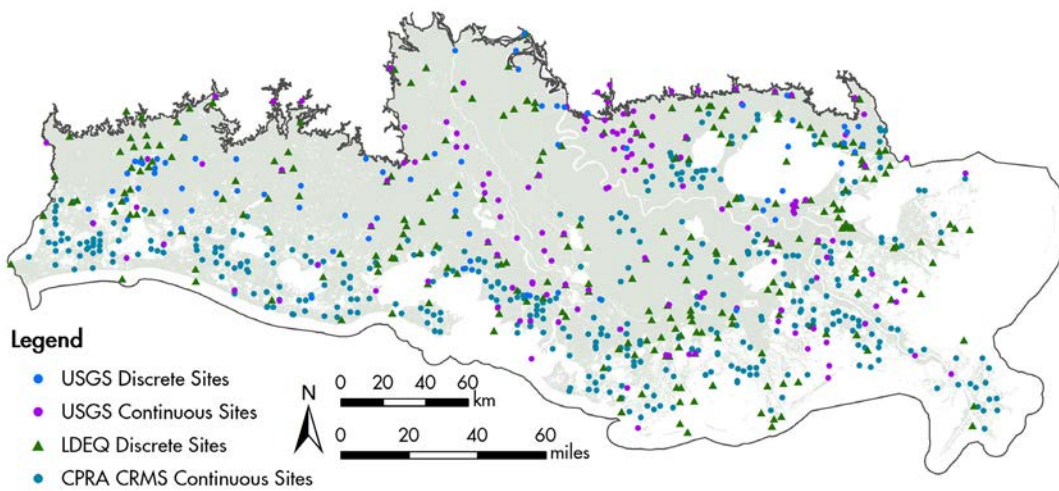 Legend
USGS Discrete Sites
USGS Continuous Sites
LDEQ Discrete Sites
CPRA CRMS Continuous Sites
N
0 20 40 60
km
0 20 40 60
miles